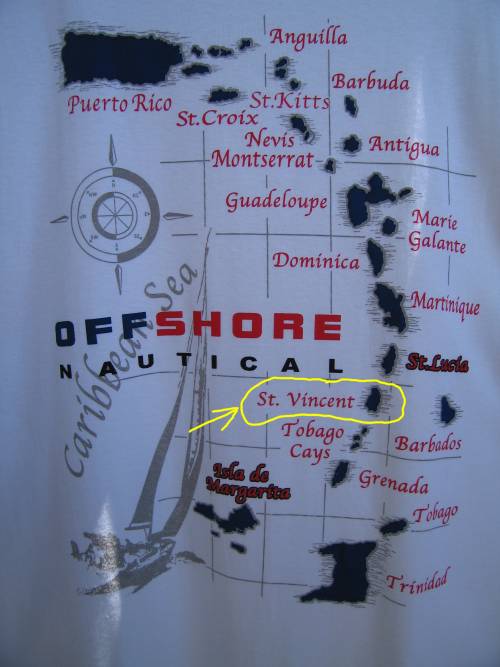 Anguilla
Puerto Rico
St.Kitts
Barbuda
St.Croix
Nevis
Antigua
Montserrat
Guadeloupe
Marie
Galante
Dominica
Martinique
Caribbean Sea
OFFSHORE
NAUTICAL
St.Lucia
St. Vincent
Tobago
Cays
Barbados
Isla de
Margarita
Grenada
Tobago
Trinidad